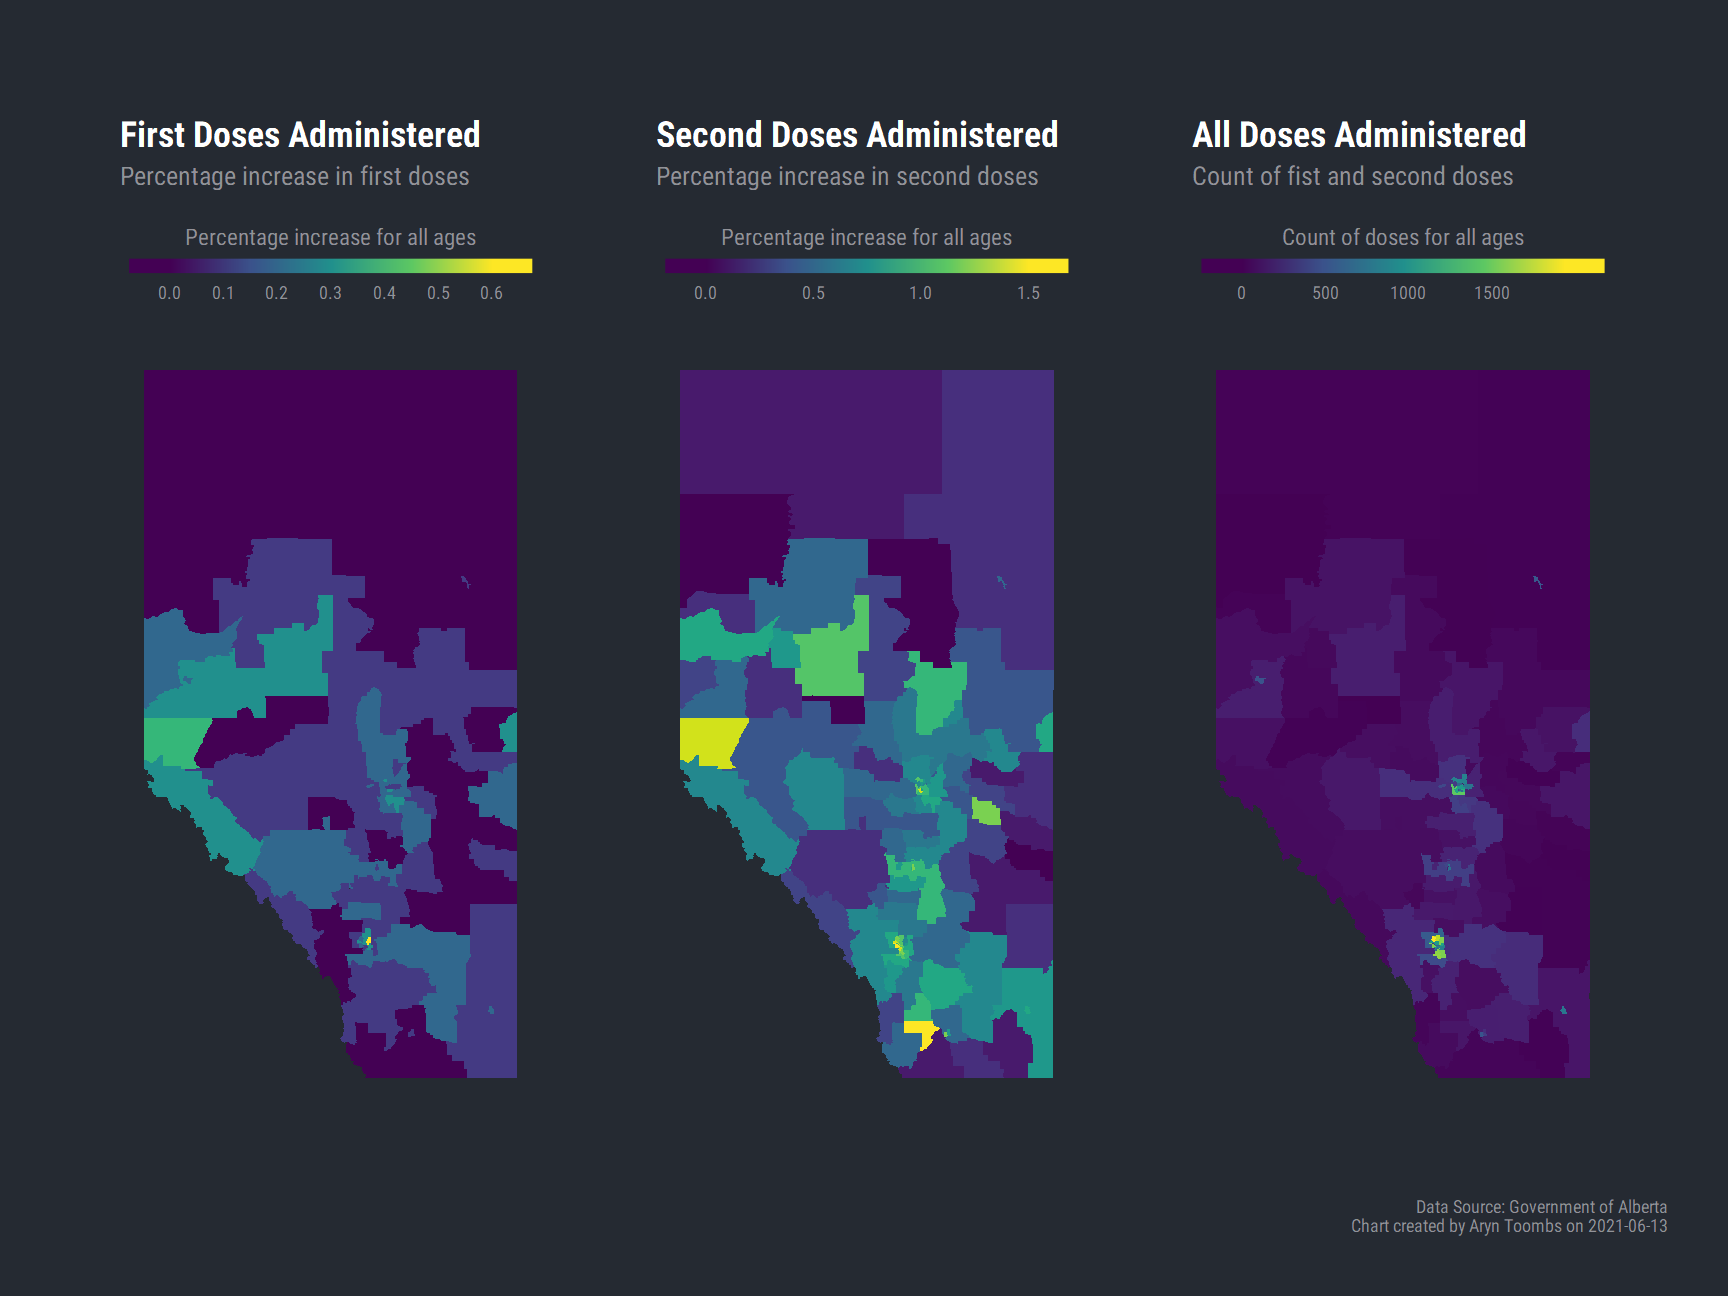 First Doses Administered
Percentage increase in first doses
Percentage increase for all ages
0.0 0.1 0.2 0.3 0.4 0.5 0.6
Second Doses Administered
Percentage increase in second doses
Percentage increase for all ages
0.0 0.5 1.0 1.5
All Doses Administered
Count of fist and second doses
Count of doses for all ages
0 500 1000 1500
Data Source: Government of Alberta
Chart created by Aryn Toombs on 2021-06-13